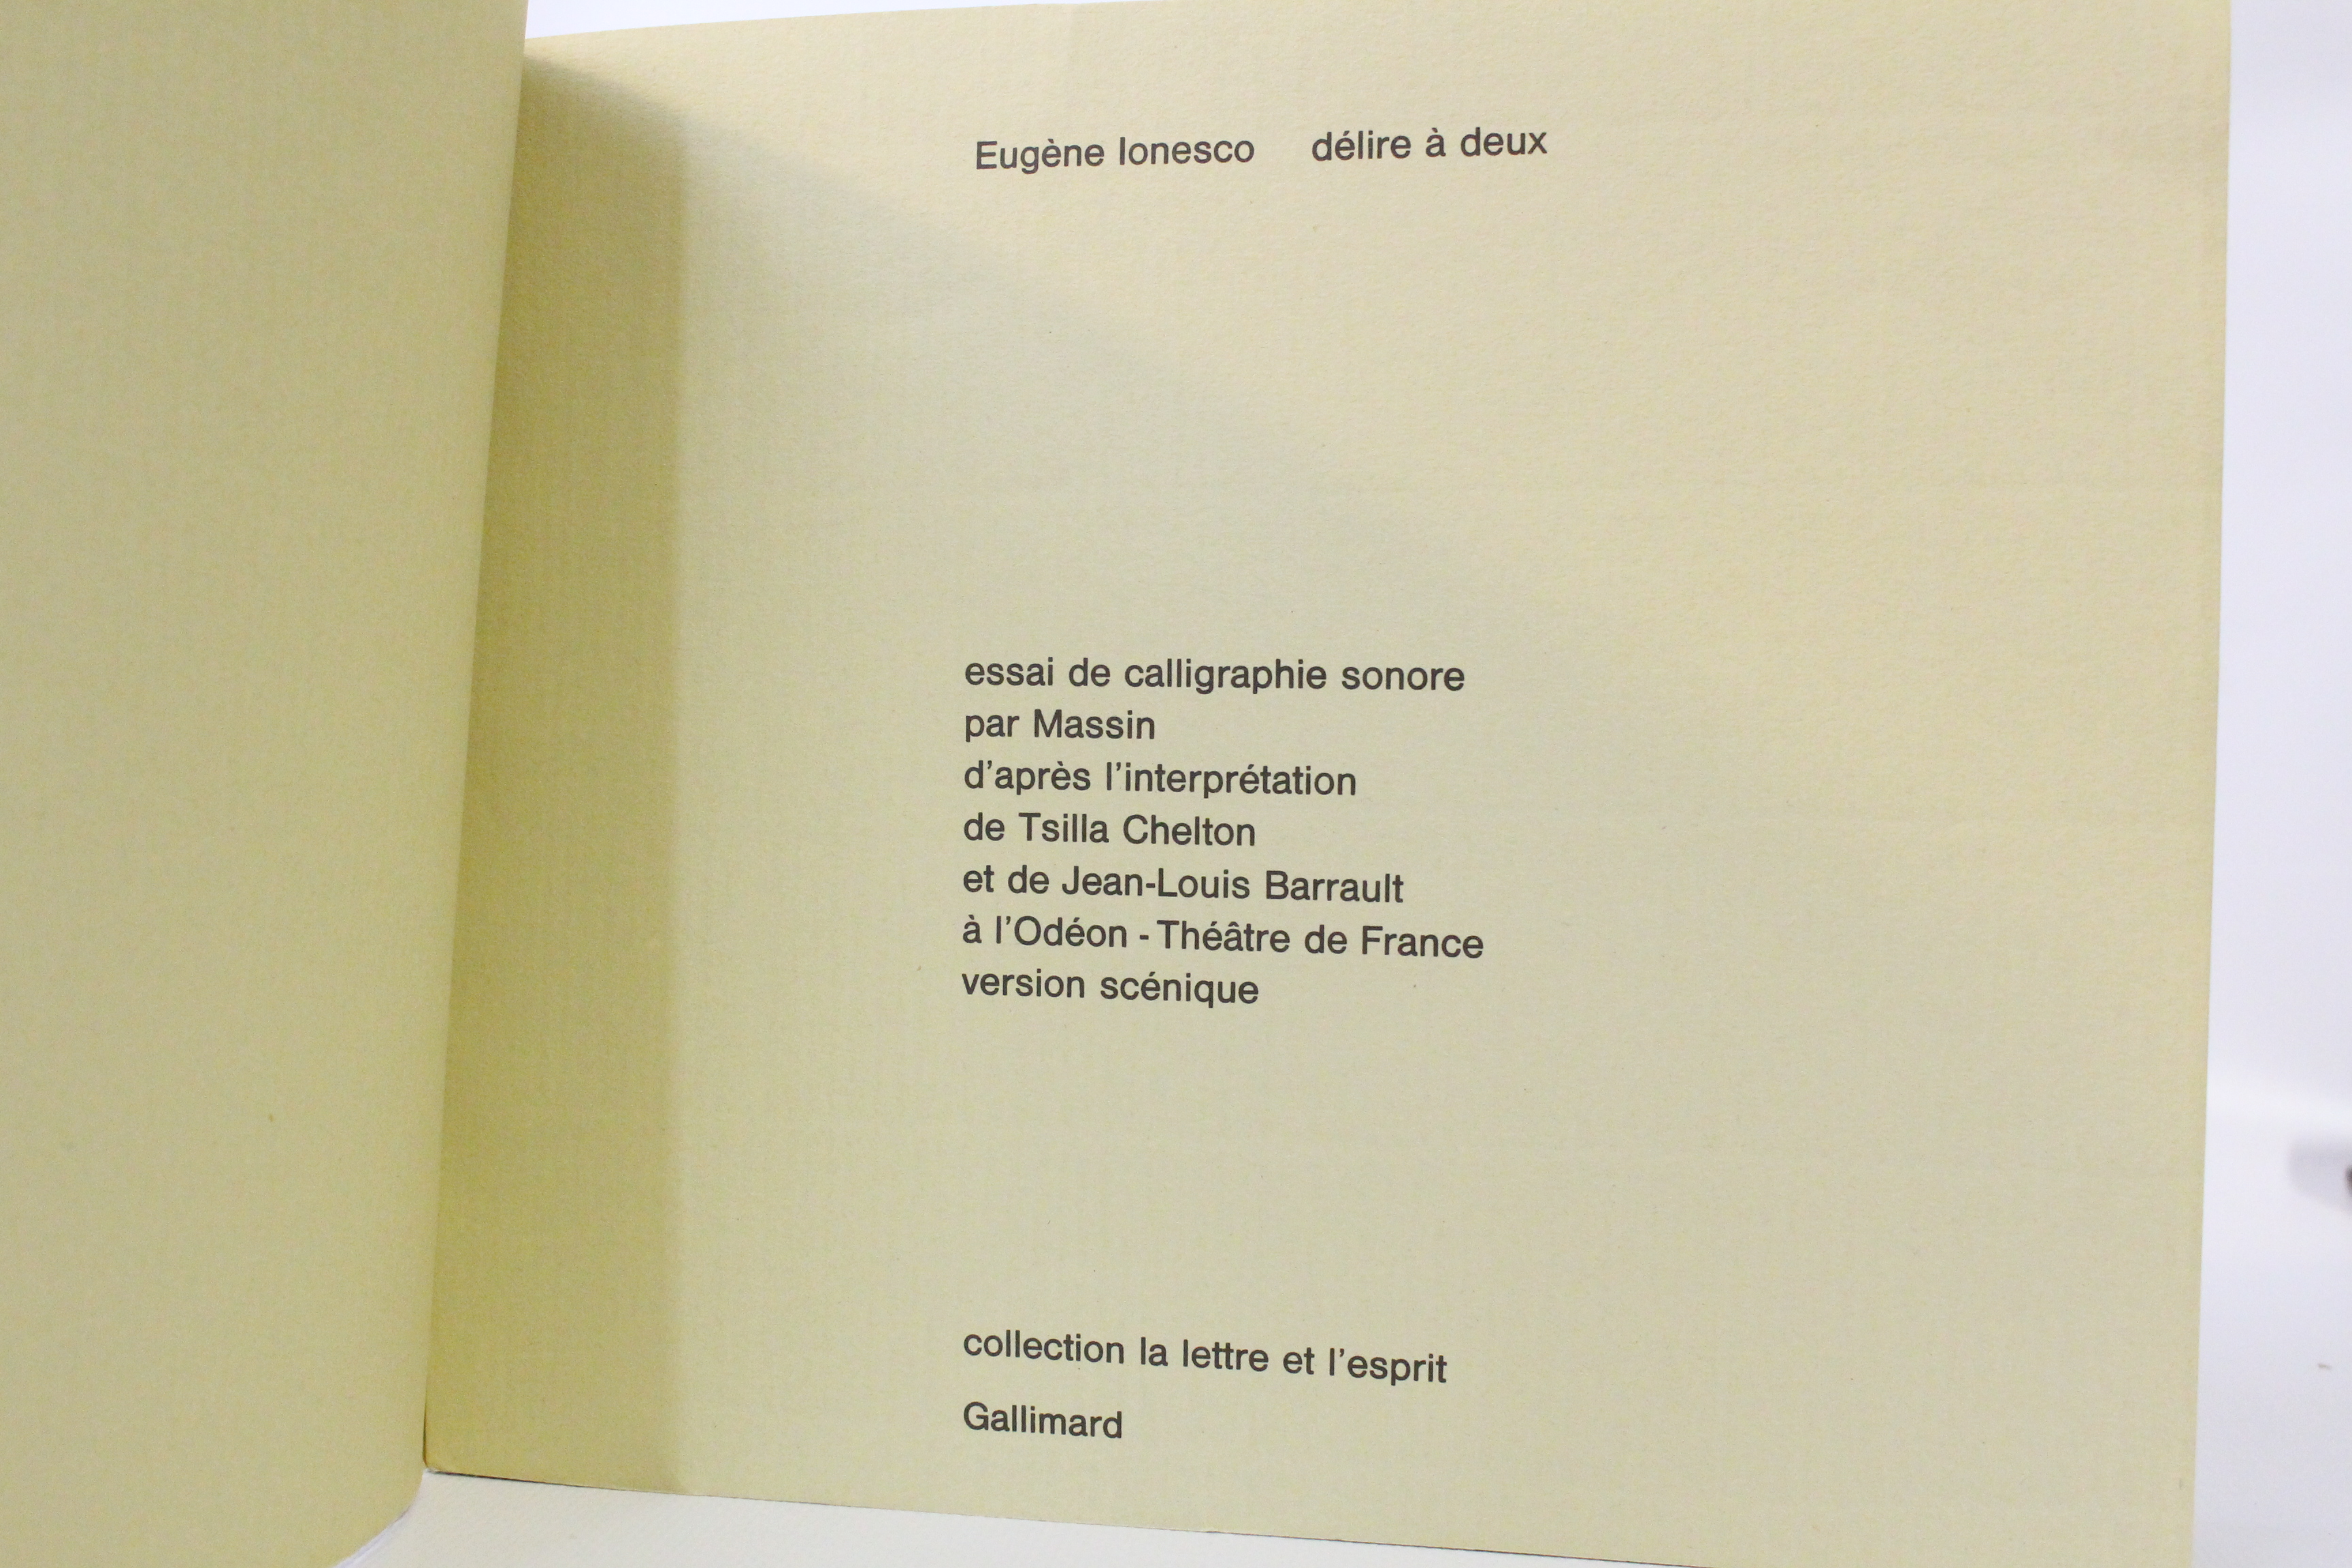 Eugène Ionesco délire à deux
essai de calligraphie sonore
par Massin
d'après l'interprétation
de Tsilla Chelton
et de Jean-Louis Barrault
à l'Odéon - Théâtre de France
version scénique
collection la lettre et l'esprit
Gallimard